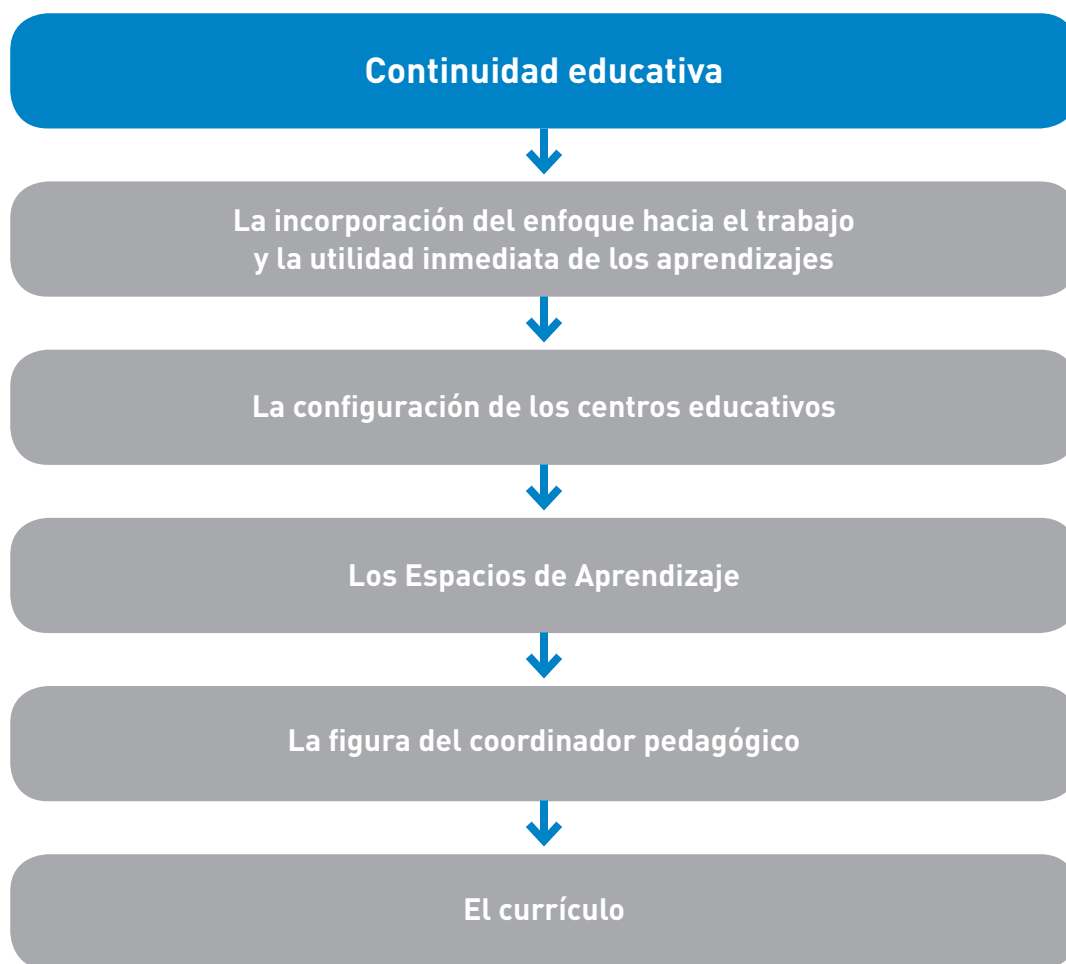 Continuidad educativa
La incorporación del enfoque hacia el trabajo
y la utilidad inmediata de los aprendizajes
La configuración de los centros educativos
Los Espacios de Aprendizaje
La figura del coordinador pedagógico
El currículo